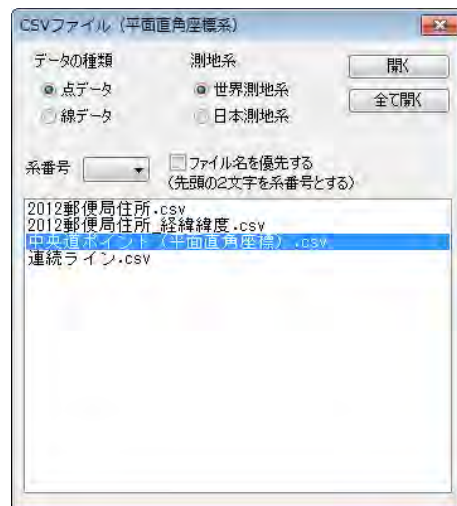 CSVファイル（平面直角座標系）
データの種類
測地系
開く
点データ
世界測地系
全て開く
線データ
日本測地系
系番号
ファイル名を優先する
（先頭の2文字を系番号とする）
2012郵便局住所.csv
2012郵便局住所_経緯緯度.csv
中央道ポイント（平面直角座標）.csv
連続ライン.csv